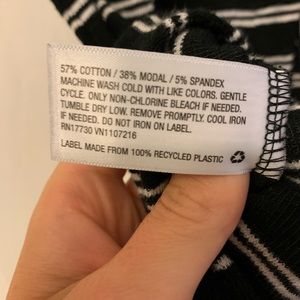 57% COTTON / 38% MODAL / 5% SPANDEX
MACHINE WASH COLD WITH LIKE COLORS. GENTLE
CYCLE. ONLY NON-CHLORINE BLEACH IF NEEDED.
TUMBLE DRY LOW. REMOVE PROMPTLY. COOL IRON
IF NEEDED. DO NOT IRON ON LABEL.
RN17730 VN1107216
LABEL MADE FROM 100% RECYCLED PLASTIC